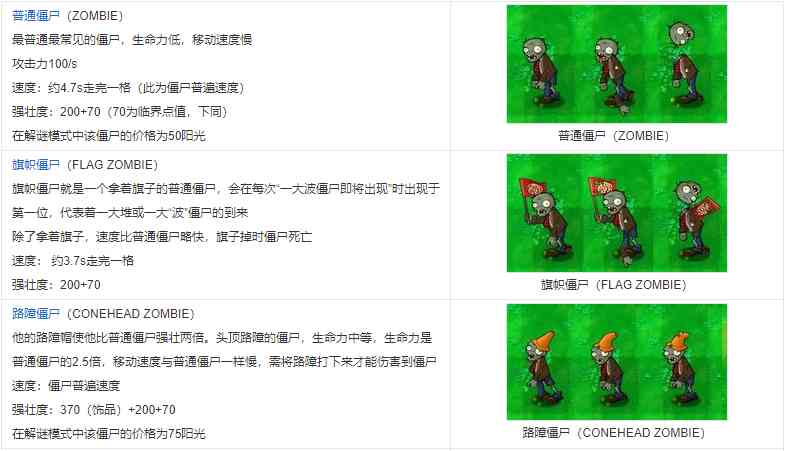 普通僵尸（ZOMBIE）
最普通最常见的僵尸，生命力低，移动速度慢
攻击力100/s
速度：约4.7s走完一格（此为僵尸普遍速度）
强壮度：200+70（70为临界点值，下同）
在解谜模式中该僵尸的价格为50阳光
普通僵尸（ZOMBIE）
旗帜僵尸（FLAG ZOMBIE）
旗帜僵尸就是一个拿着旗子的普通僵尸，会在每次“一大波僵尸即将出现”时出现于
第一位，代表着一大堆或一大“波”僵尸的到来
除了拿着旗子，速度比普通僵尸略快，旗子掉时僵尸死亡
速度： 约3.7s走完一格
强壮度：200+70
旗帜僵尸（FLAG ZOMBIE）
路障僵尸（CONEHEAD ZOMBIE）
他的路障帽使他比普通僵尸强壮两倍。头顶路障的僵尸，生命力中等，生命力是
普通僵尸的2.5倍，移动速度与普通僵尸一样慢，需将路障打下来才能伤害到僵尸
速度：僵尸普遍速度
强壮度：370（饰品）+200+70
在解谜模式中该僵尸的价格为75阳光
路障僵尸（CONEHEAD ZOMBIE）